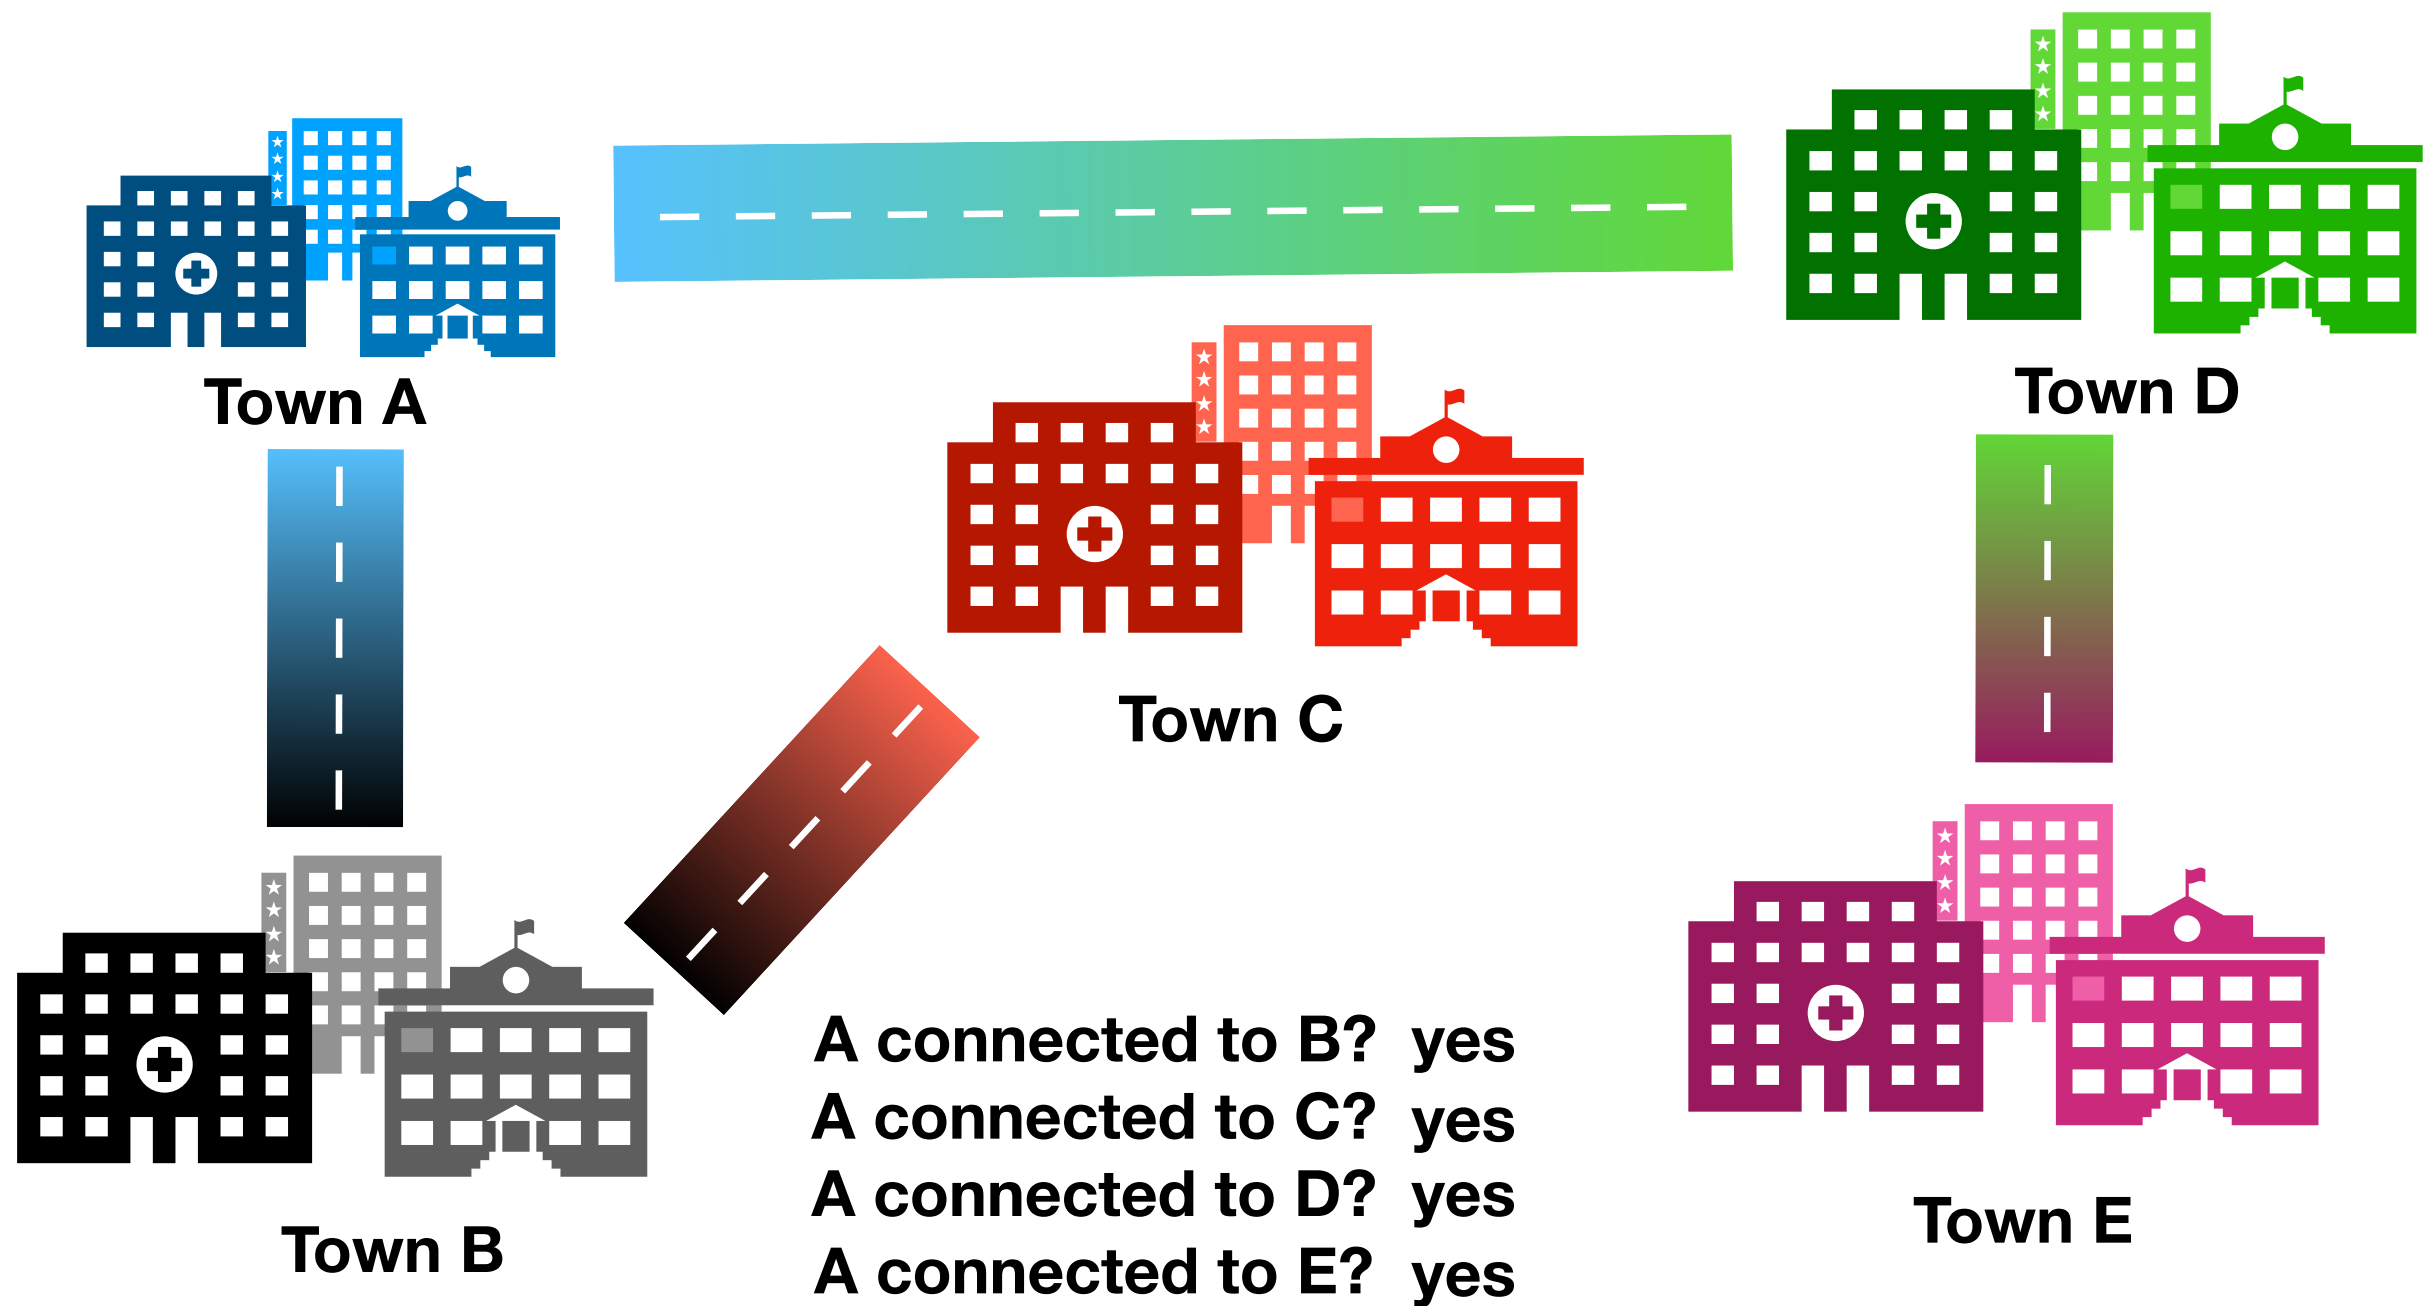 Town A
Town D
Town C
Town B
Town E
A connected to B? yes
A connected to C? yes
A connected to D? yes
A connected to E? yes